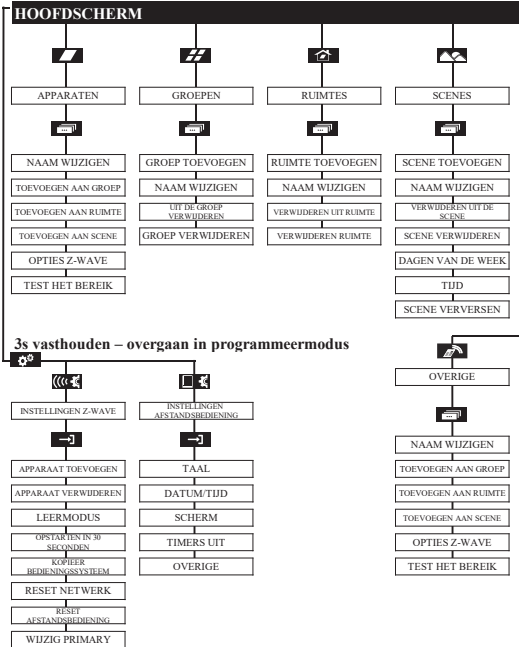 HOOFDSCHERM
APPARATEN
NAAM WIJZIGEN
TOEVOEGEN AAN GROEP
TOEVOEGEN AAN RUIMTE
TOEVOEGEN AAN SCENE
OPTIES Z-WAVE
TEST HET BEREIK
GROEPEN
GROEP TOEVOEGEN
NAAM WIJZIGEN
UIT DE GROEP
VERWIJDEREN
GROEP VERWIJDEREN
RUIMTES
RUIMTE TOEVOEGEN
NAAM WIJZIGEN
VERWIJDEREN UIT RUIMTE
VERWIJDEREN RUIMTE
SCENES
SCENE TOEVOEGEN
NAAM WIJZIGEN
VERWIJDEREN UIT DE
SCENE
SCENE VERWIJDEREN
DAGEN VAN DE WEEK
TIJD
SCENE VERVERSEN
3s vasthouden – overgaan in programmeermodus
INSTELLINGEN Z-WAVE
APPARAAT TOEVOEGEN
APPARAAT VERWIJDEREN
LEERMODUS
OPSTARTEN IN 30
SECONDEN
KOPIEER
BEDIENINGSSYSTEEM
RESET NETWERK
RESET
AFSTANDSBEDIENING
WIJZIG PRIMARY
INSTELLINGEN
AFSTANDSBEDIENING
TAAL
DATUM/TIJD
SCHERM
TIMERS UIT
OVERIGE
OVERIGE
NAAM WIJZIGEN
TOEVOEGEN AAN GROEP
TOEVOEGEN AAN RUIMTE
TOEVOEGEN AAN SCENE
OPTIES Z-WAVE
TEST HET BEREIK